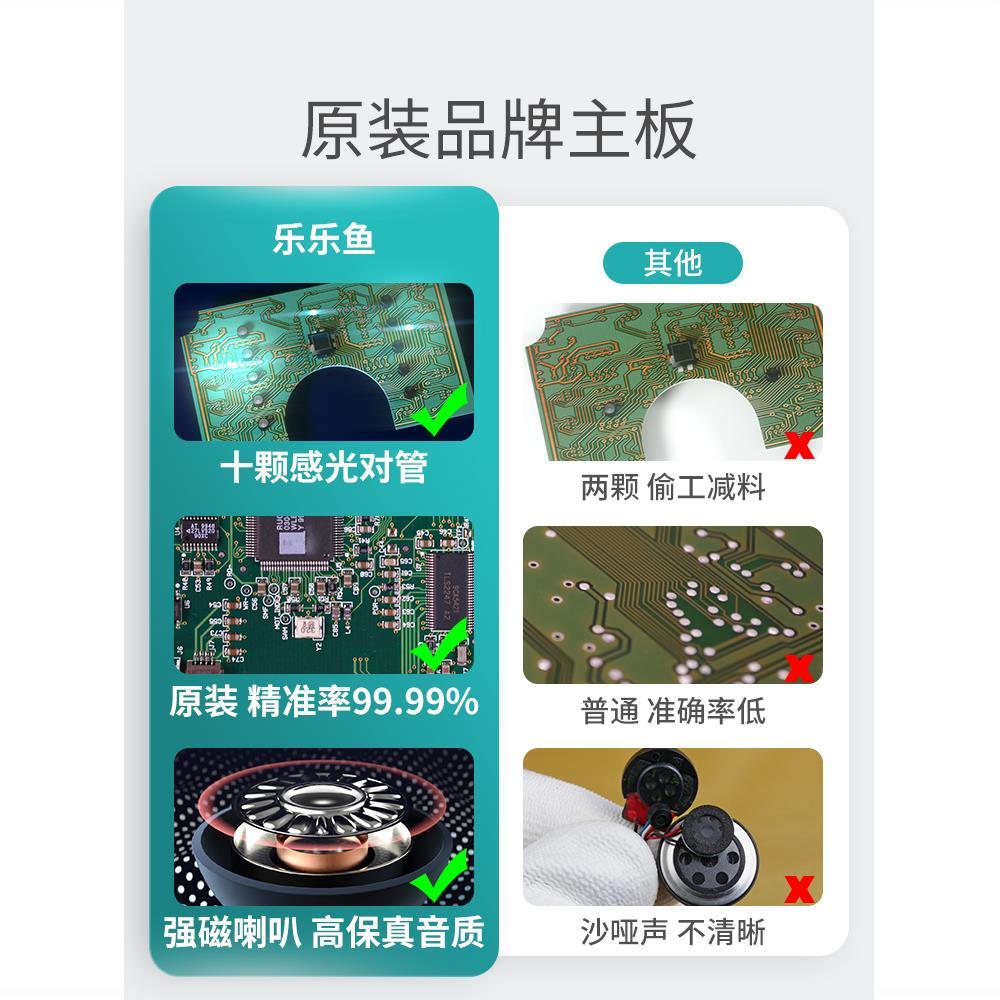 原装品牌主板
乐乐鱼
其他
十颗感光对管
两颗 偷工减料
原装 精准率99.99%
普通 准确率低
强磁喇叭 高保真音质
沙哑声 不清晰